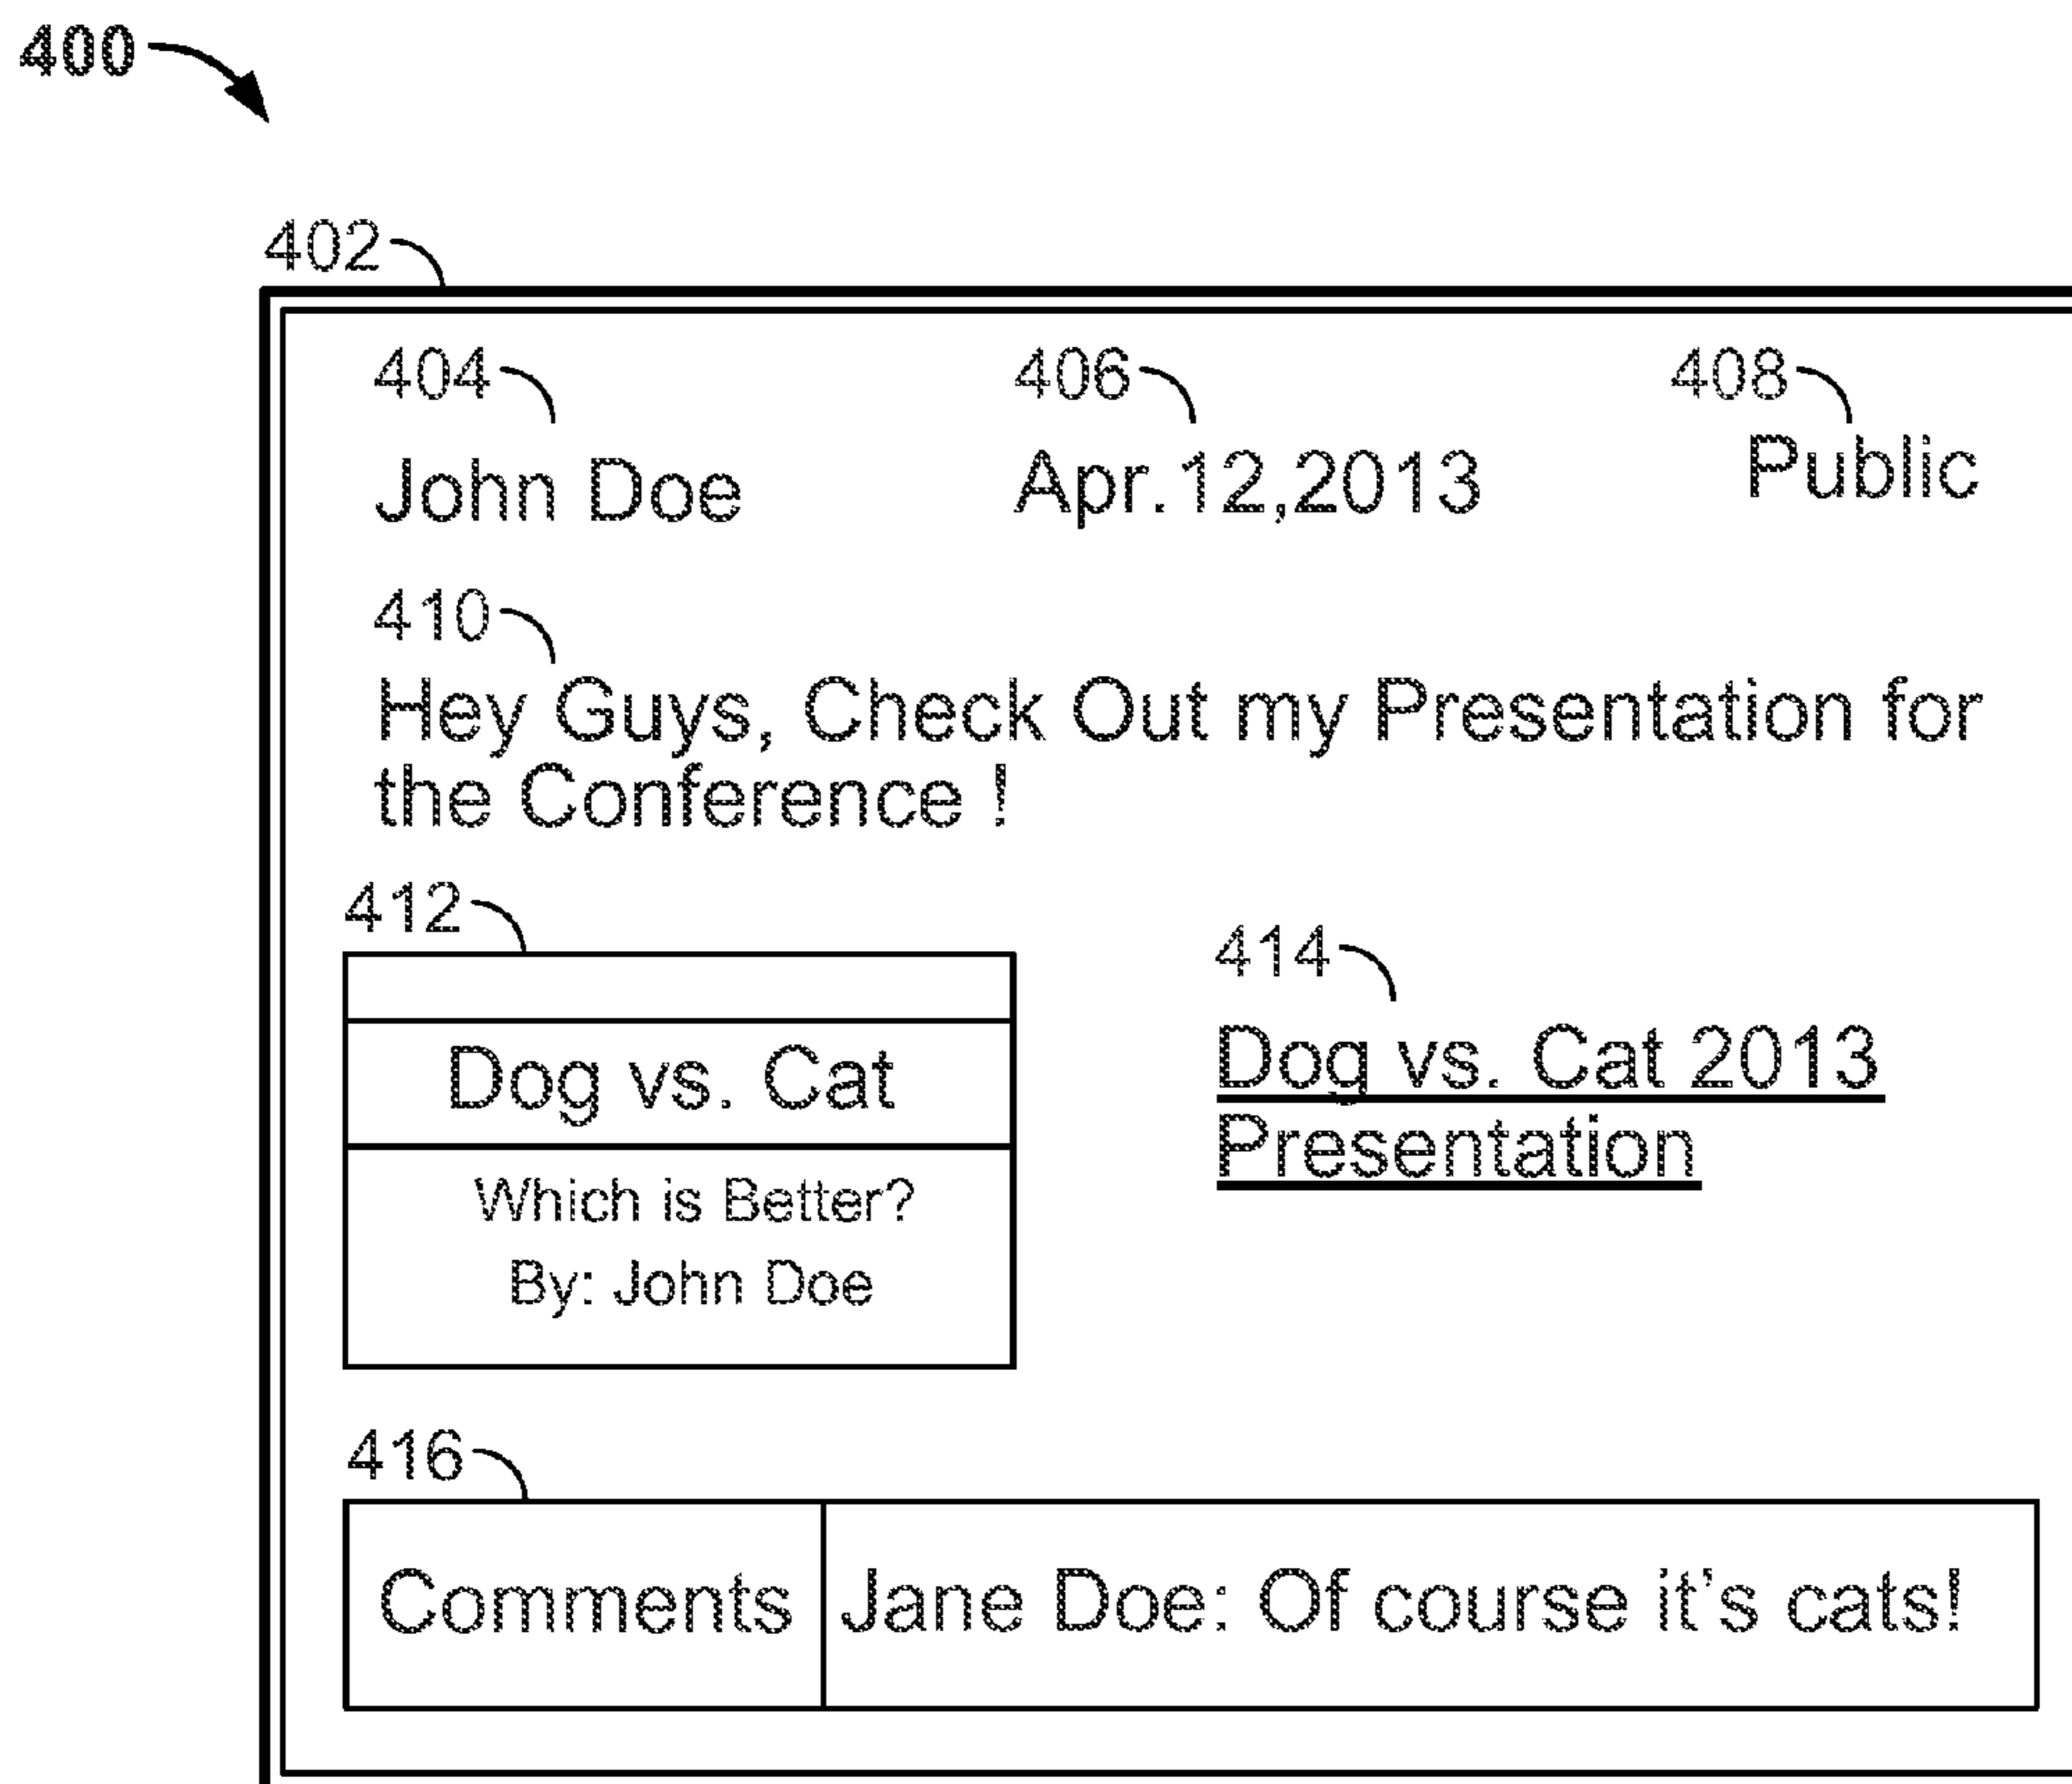 400
402
404 406 408
John Doe Apr.12,2013 Public
410
Hey Guys, Check Out my Presentation for
the Conference !
412
Dog vs. Cat
Which is Better?
By: John Doe
414
Dog vs. Cat 2013
Presentation
416
Comments Jane Doe: Of course it's cats!